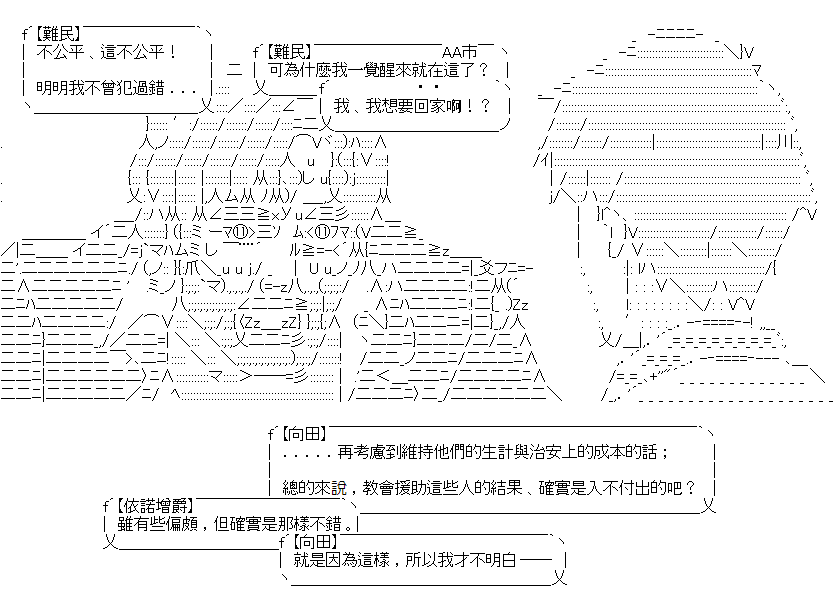 【難民】
不公平、這不公平！
明明我不曾犯過錯...
【難民】
AA市
可為什麼我一覺醒來就在這了？
・・
我、我想要回家啊！？
【向田】
.....再考慮到維持他們的生計與治安上的成本的話；
總的來說，教會援助這些人的結果、確實是入不付出的吧？
【依諾增爵】
雖有些偏頗，但確實是那樣不錯。
【向田】
就是因為這樣，所以我才不明白——